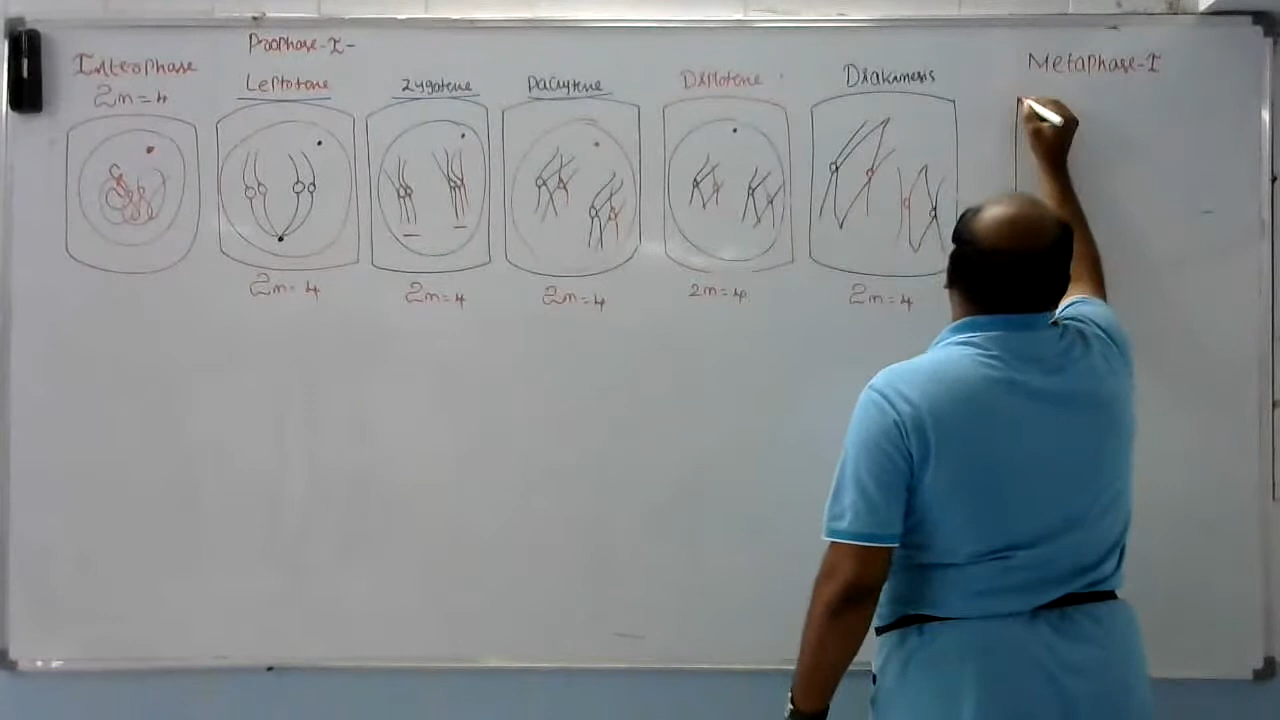 Prophase-I-
Interphase
2n=4
Leptotene
Zygotene
Pacytene
Diplotene
Diakinesis
Metaphase-I
2n=4
2n=4
2n=4
2n=4
2n=4